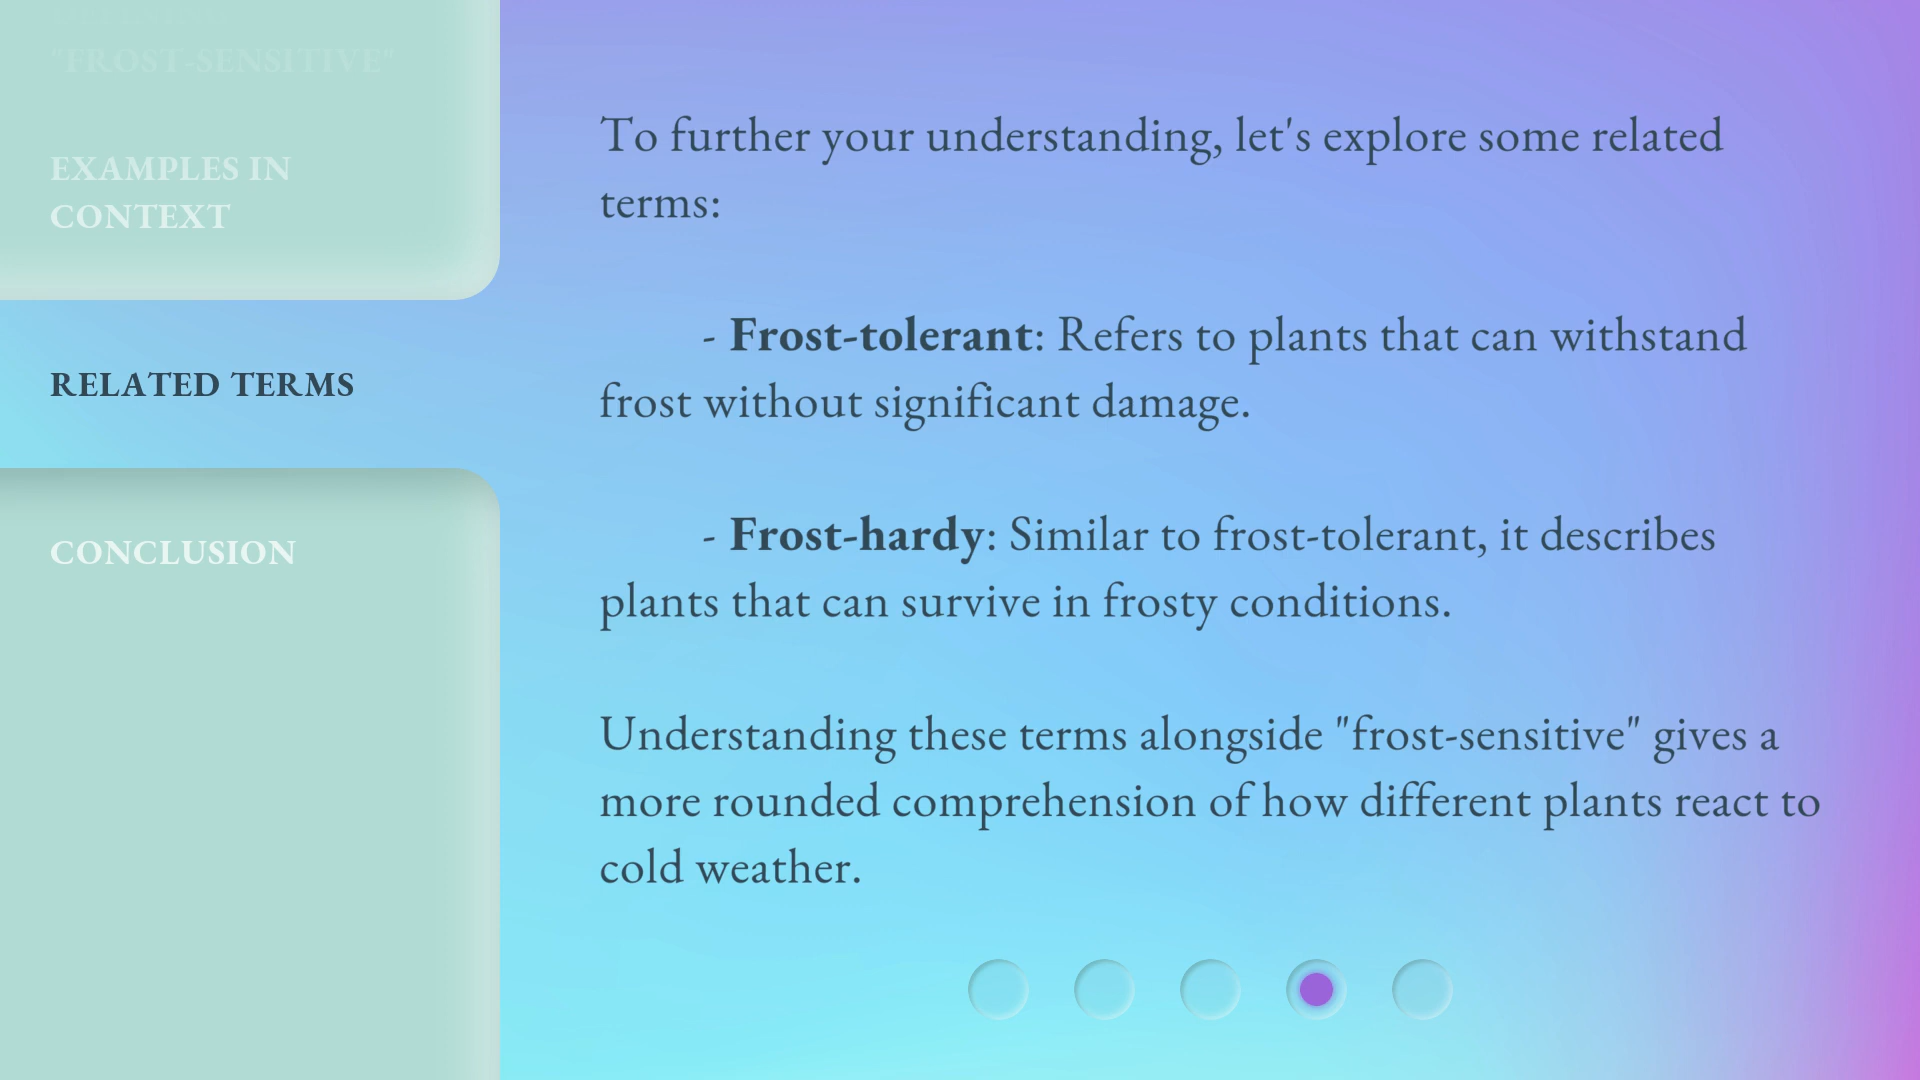 "FROST-SENSITIVE"
EXAMPLES IN
CONTEXT
RELATED TERMS
CONCLUSION
To further your understanding, let's explore some related
terms:
- Frost-tolerant: Refers to plants that can withstand
frost without significant damage.
- Frost-hardy: Similar to frost-tolerant, it describes
plants that can survive in frosty conditions.
Understanding these terms alongside "frost-sensitive" gives a
more rounded comprehension of how different plants react to
cold weather.